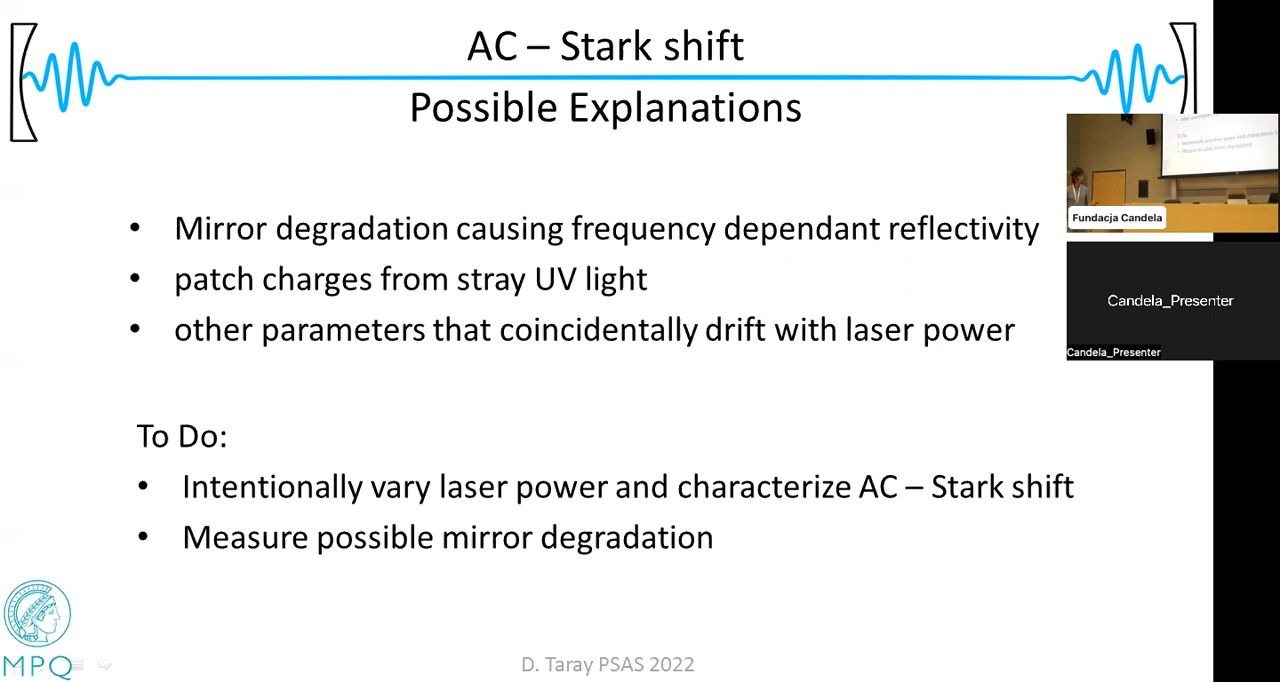 AC – Stark shift
Possible Explanations
• Mirror degradation causing frequency dependant reflectivity
• patch charges from stray UV light
• other parameters that coincidentally drift with laser power
To Do:
• Intentionally vary laser power and characterize AC – Stark shift
• Measure possible mirror degradation
Fundacja Candela
Candela_Presenter
Candela_Presenter
MPQ
D. Taray PSAS 2022